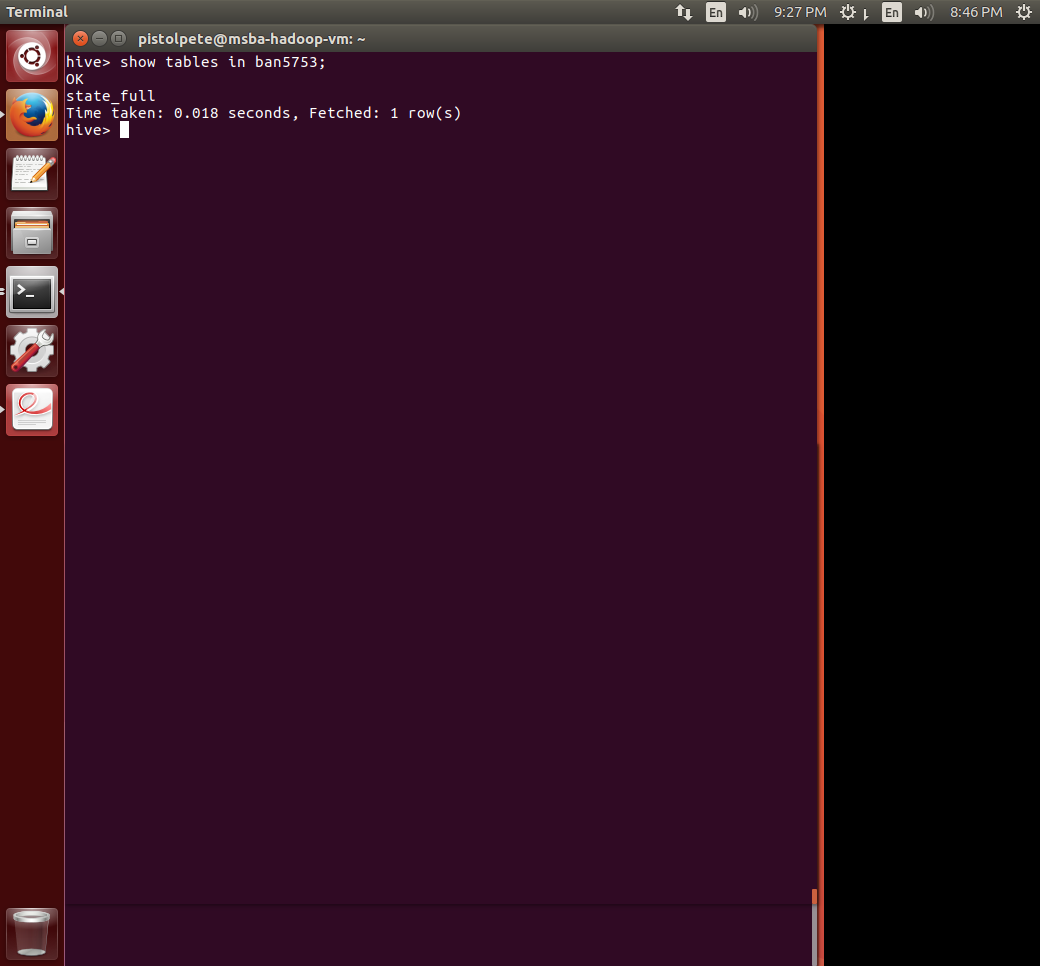 Terminal
En
9:27 PM
En
8:46 PM
pistolpete@msba-hadoop-vm: ~
hive> show tables in ban5753;
OK
state_full
Time taken: 0.018 seconds, Fetched: 1 row(s)
hive>